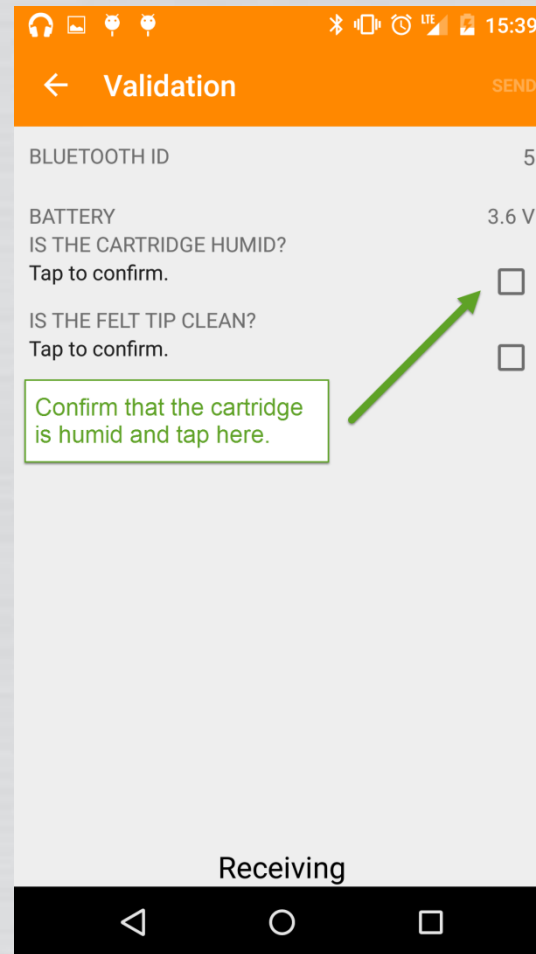 LTE 15:39
Validation SEND
BLUETOOTH ID 5
BATTERY 3.6 V
IS THE CARTRIDGE HUMID?
Tap to confirm.
IS THE FELT TIP CLEAN?
Tap to confirm.
Confirm that the cartridge
is humid and tap here.
Receiving